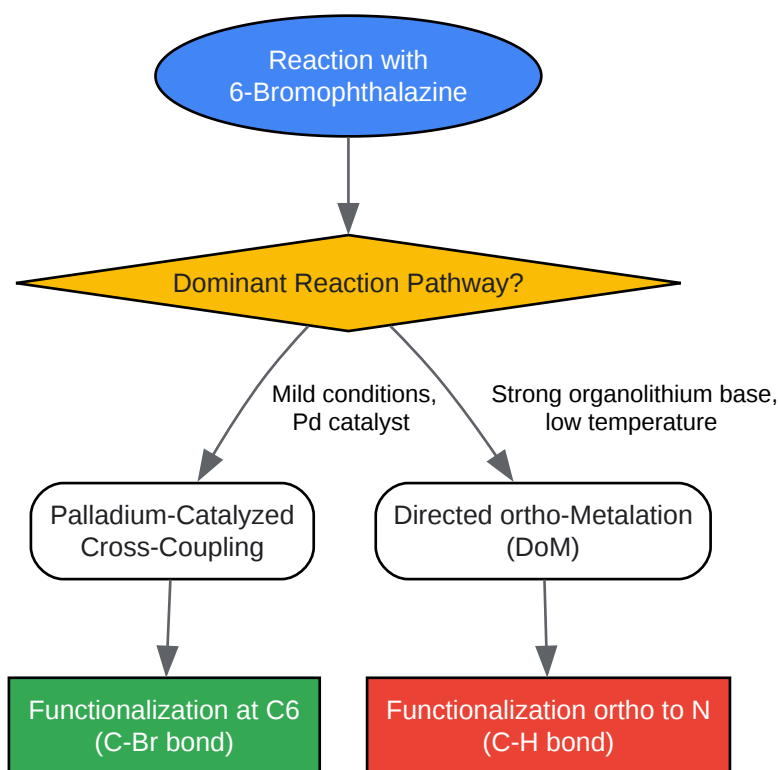 Reaction with
6-Bromophthalazine
Dominant Reaction Pathway?
Mild conditions,
Pd catalyst
Strong organolithium base,
low temperature
Palladium-Catalyzed
Cross-Coupling
Directed ortho-Metalation
(DoM)
Functionalization at C6
(C-Br bond)
Functionalization ortho to N
(C-H bond)